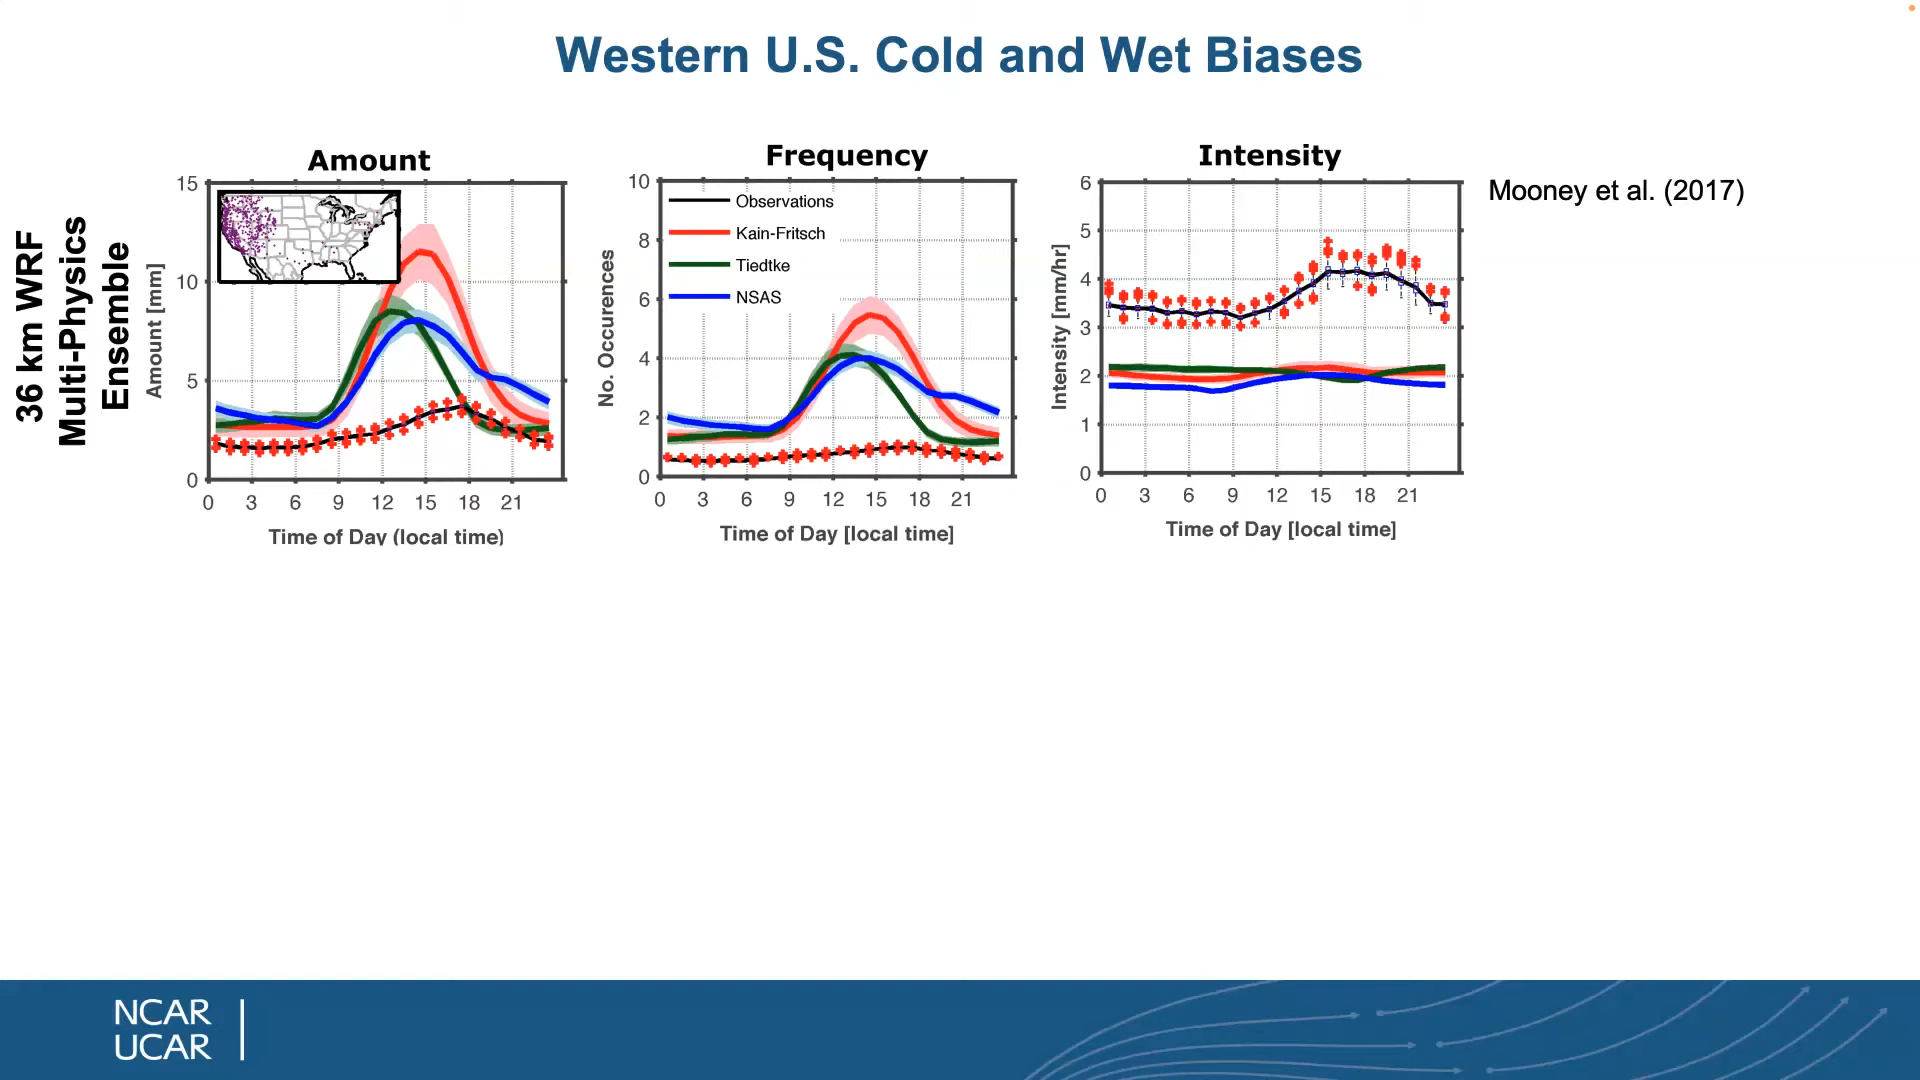 Western U.S. Cold and Wet Biases
36 km WRF
Multi-Physics
Ensemble
Amount
Amount [mm]
15
10
5
0
0 3 6 9 12 15 18 21
Time of Day (local time)
Frequency
No. Occurences
10
8
6
4
2
0
Observations
Kain-Fritsch
Tiedtke
NSAS
0 3 6 9 12 15 18 21
Time of Day [local time]
Intensity
Intensity [mm/hr]
6
5
4
3
2
1
0
0 3 6 9 12 15 18 21
Time of Day [local time]
Mooney et al. (2017)
NCAR
UCAR